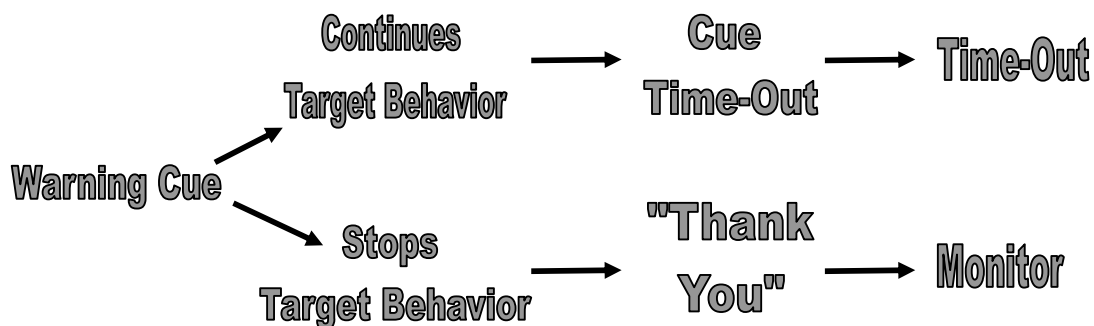 Warning Cue
Continues
Target Behavior
Cue
Time-Out
Time-Out
Stops
Target Behavior
"Thank
You"
Monitor